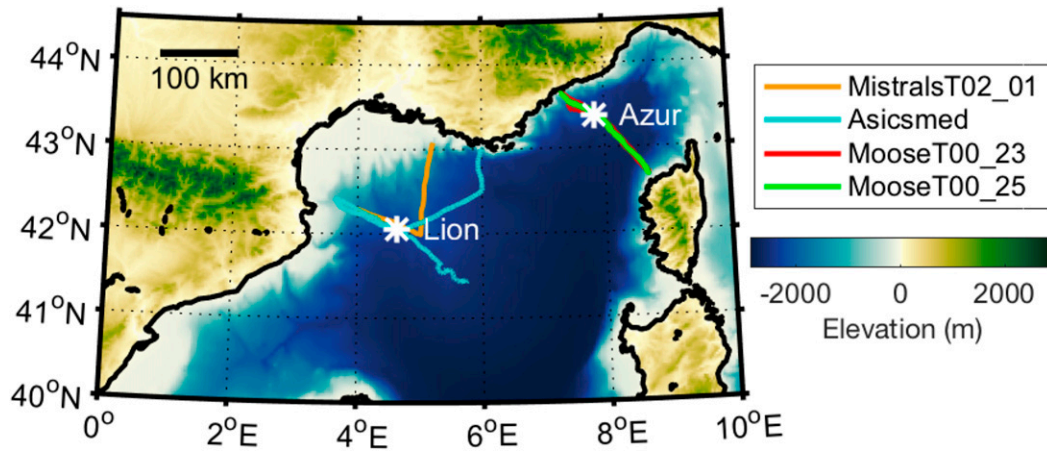 44°N
43°N
42°N
41°N
40°N
0°
2°E
4°E
6°E
8°E
10°E
100 km
Azur
Lion
MistralsT02_01
Asicsmed
MooseT00_23
MooseT00_25
-2000 0 2000
Elevation (m)